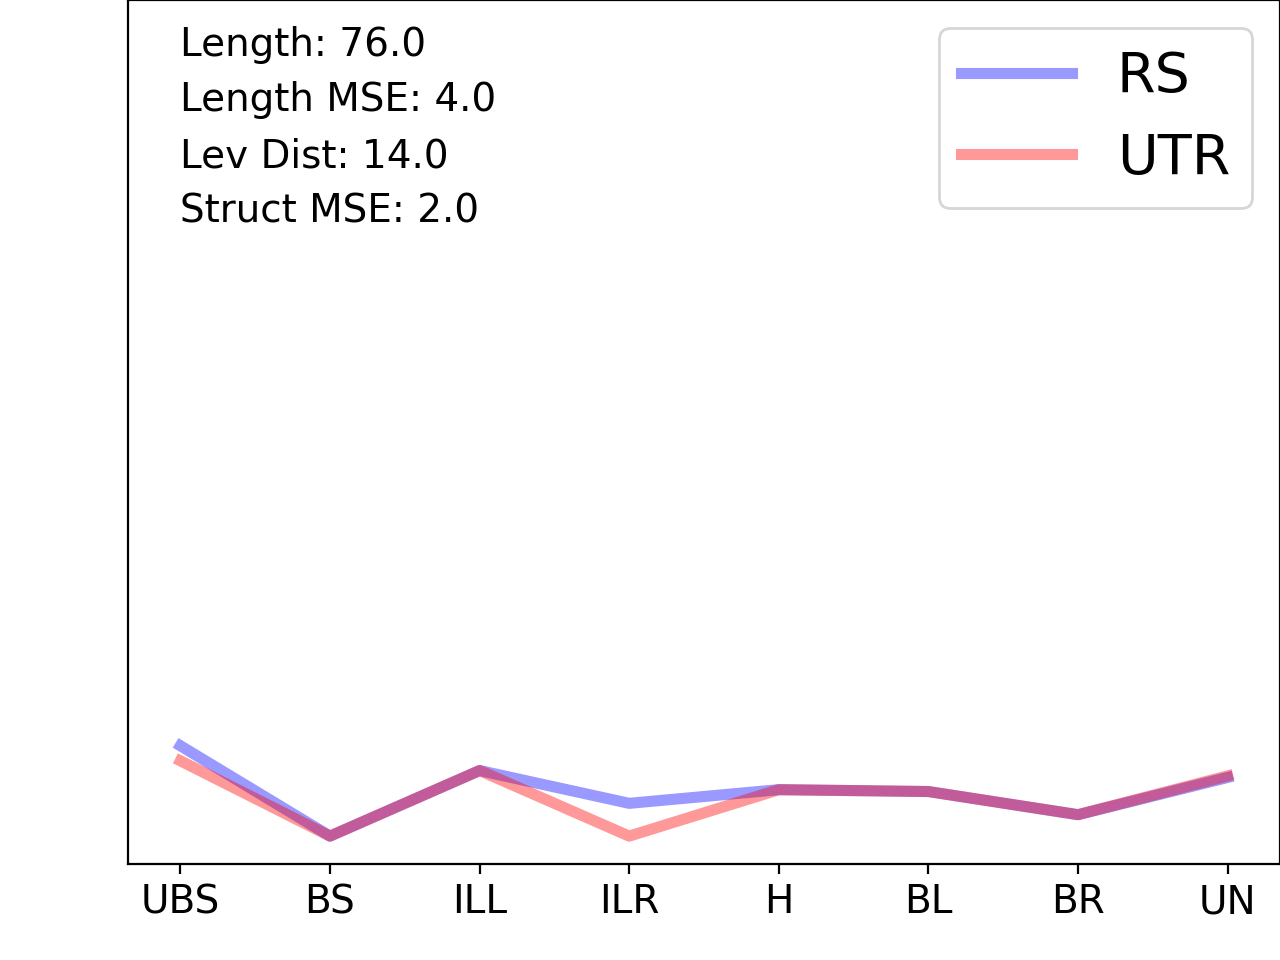 Length: 76.0
Length MSE: 4.0
Lev Dist: 14.0
Struct MSE: 2.0
RS
UTR
UBS BS ILL ILR H BL BR UN